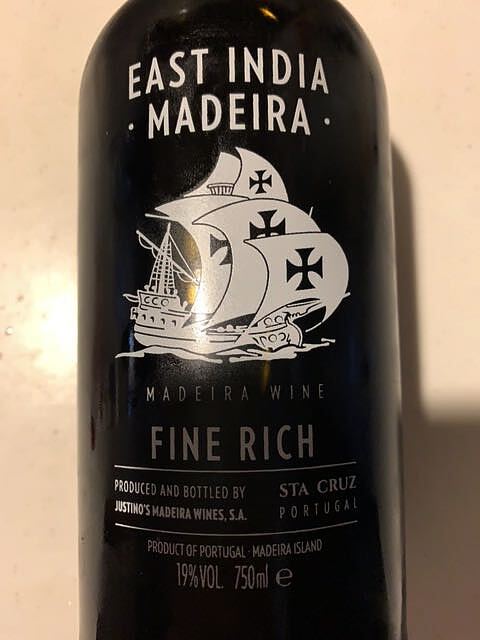 EAST INDIA
· MADEIRA ·
MADEIRA WINE
FINE RICH
PRODUCED AND BOTTLED BY
JUSTINO'S MADEIRA WINES, S.A.
STA CRUZ
PORTUGAL
PRODUCT OF PORTUGAL · MADEIRA ISLAND
19%VOL. 750ml e